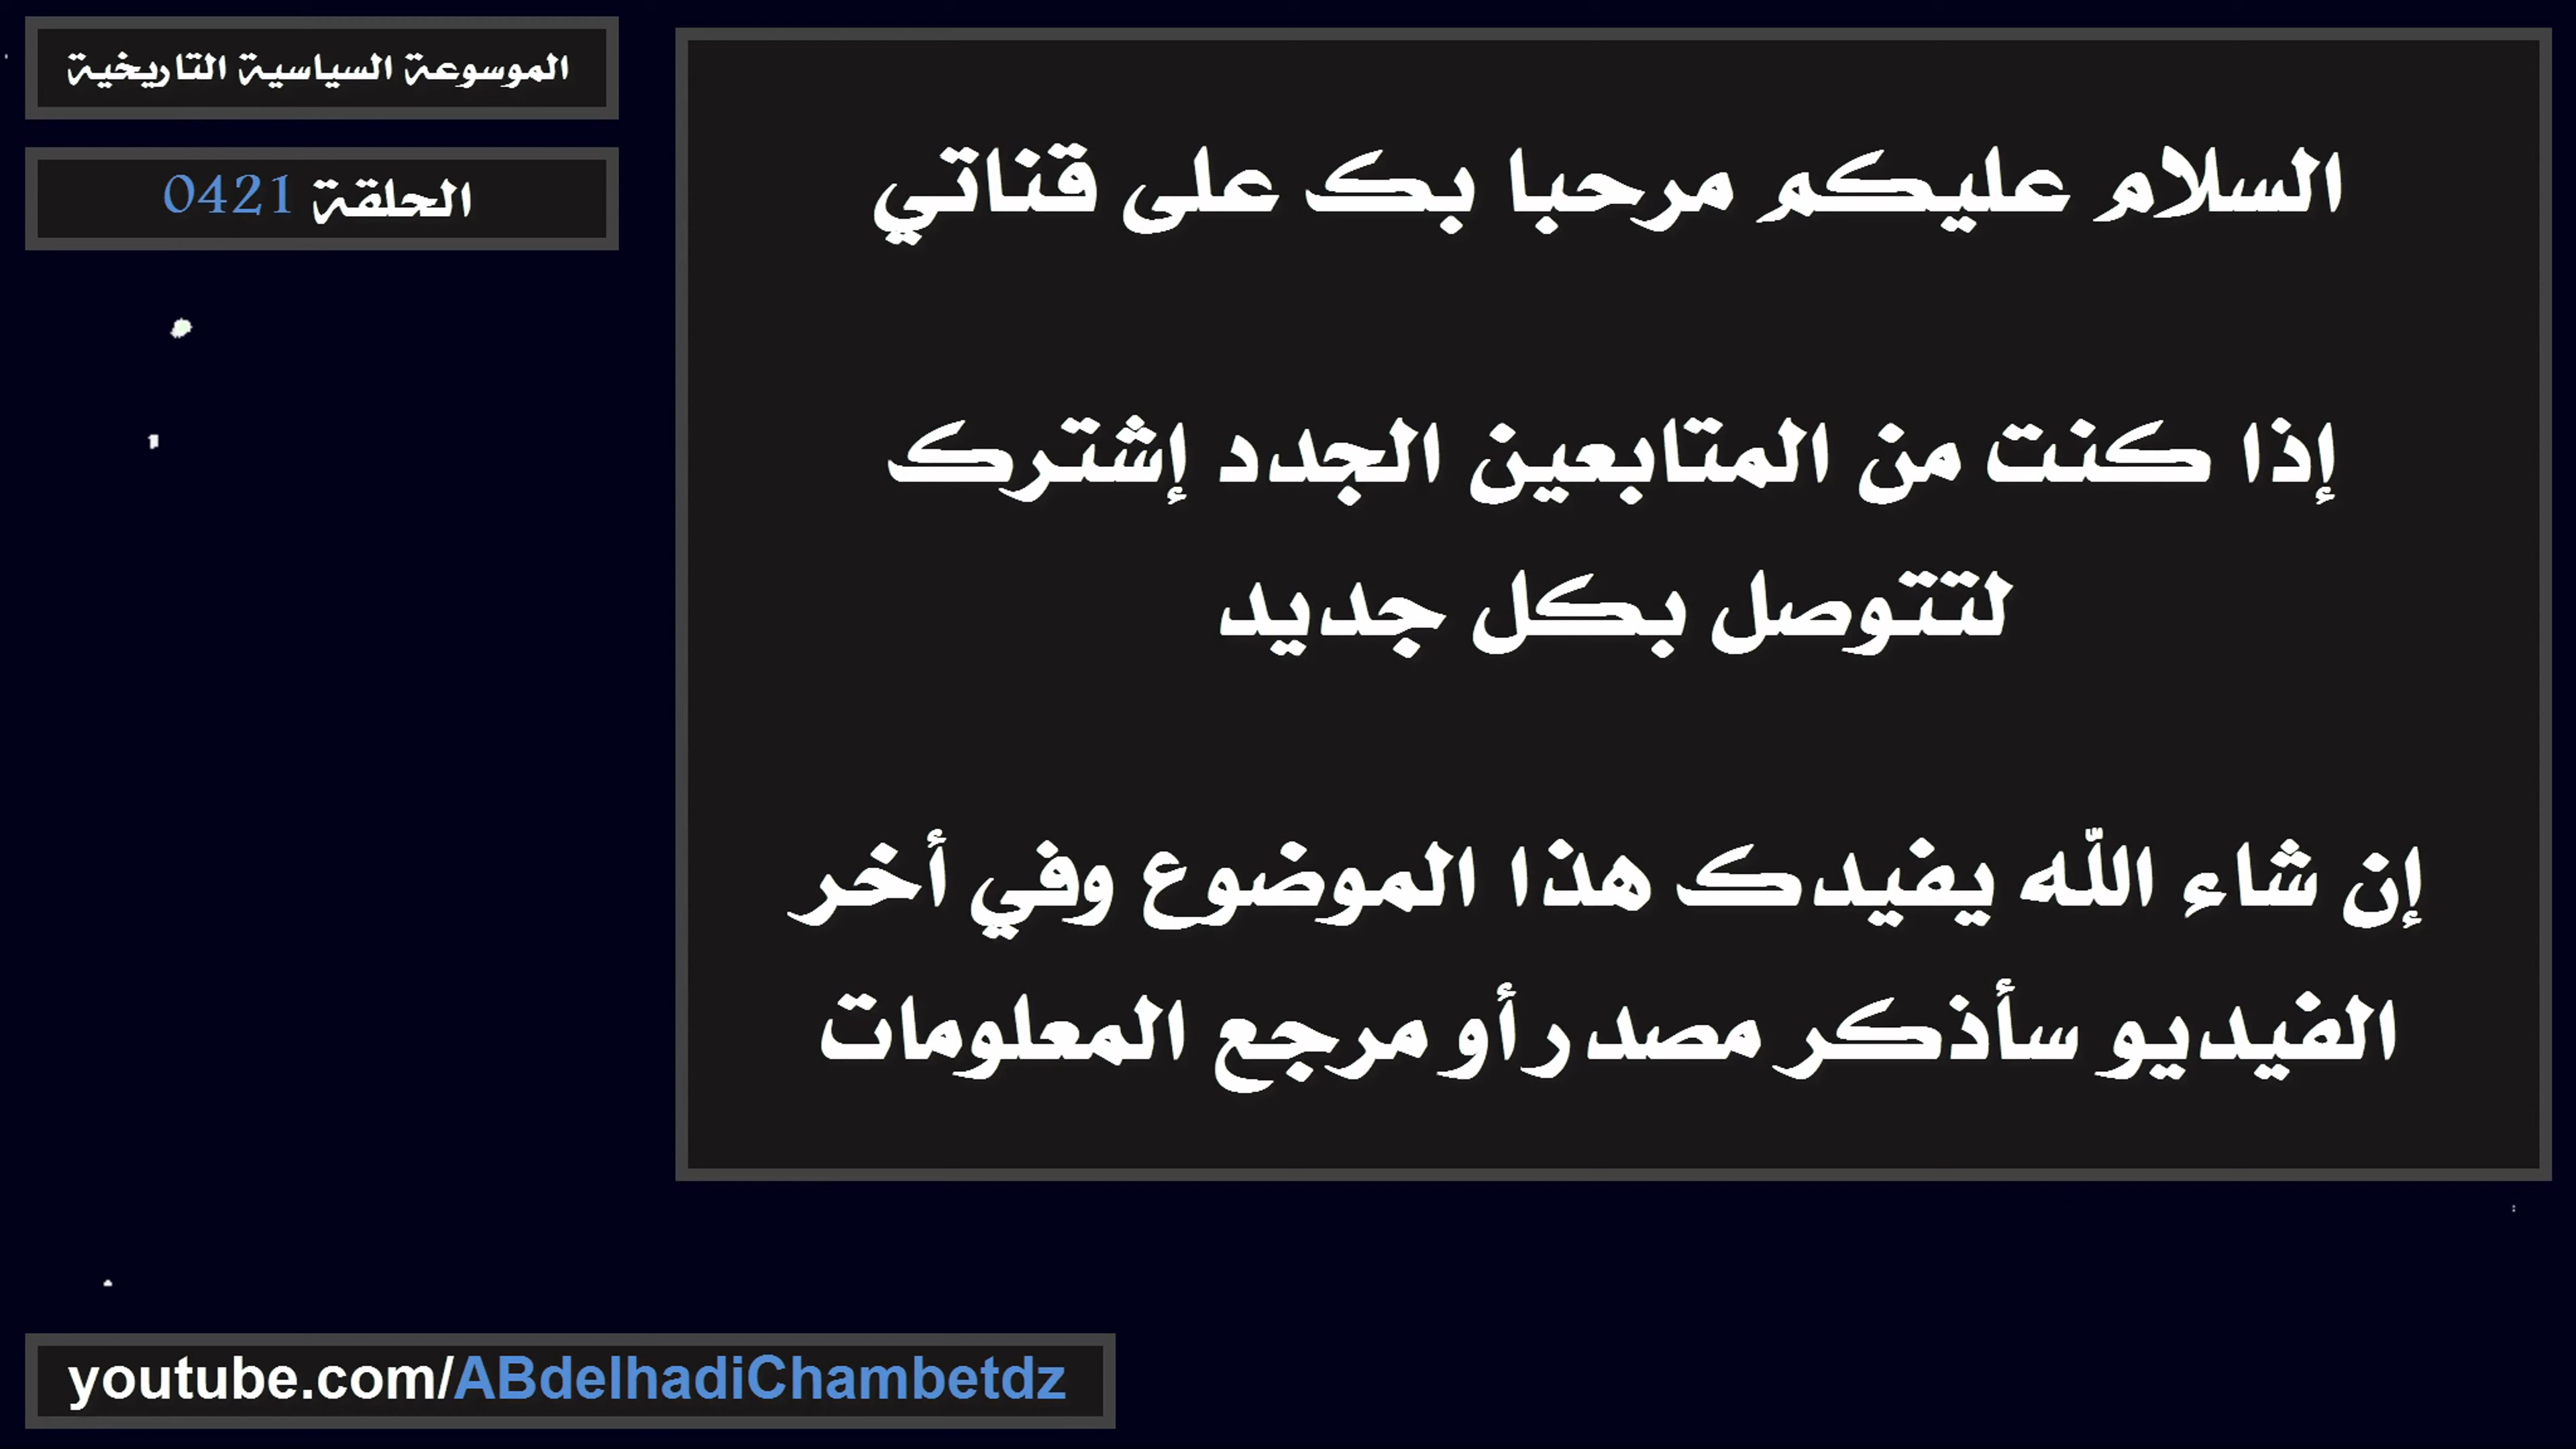 الموسوعة السياسية التاريخية
الحلقة 0421
السلام عليكم مرحبا بك على قناتي
إذا كنت من المتابعين الجدد إشترك
لتتوصل بكل جديد
إن شاء الله يفيدك هذا الموضوع وفي أخر
الفيديو سأذكر مصدر أو مرجع المعلومات
youtube.com/ABdelhadiChambetdz